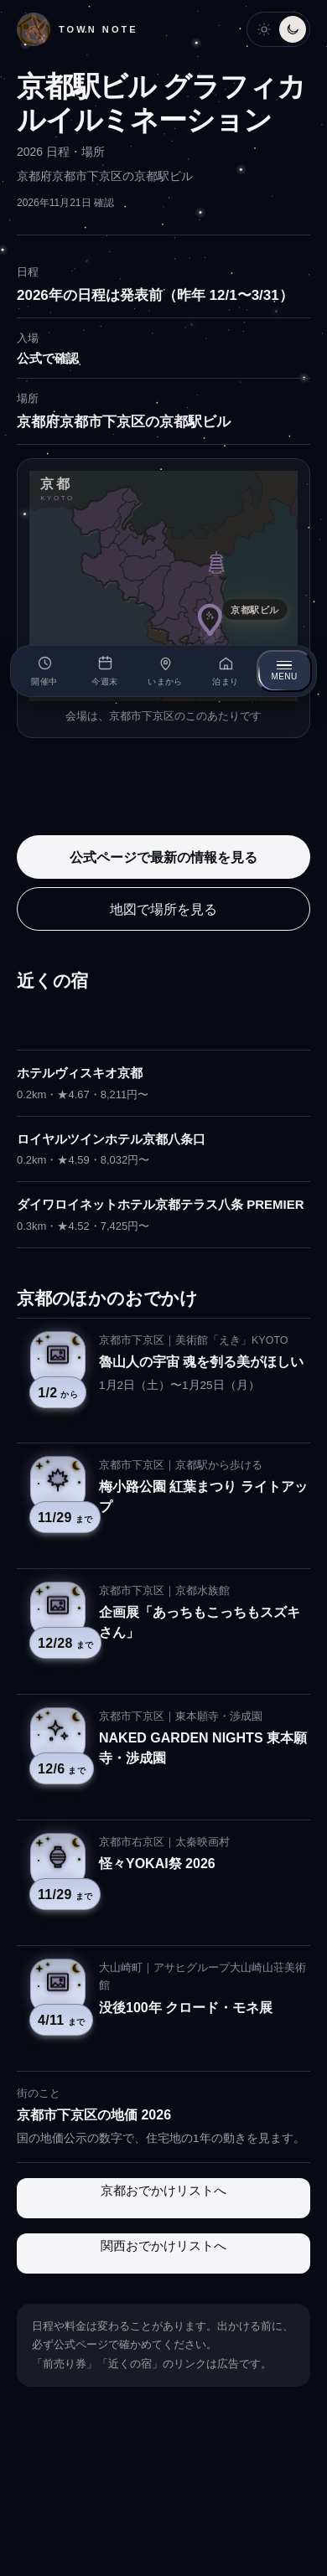 TOWN NOTE
京都駅ビル グラフィカ
ルイルミネーション
2026 日程・場所
京都府京都市下京区の京都駅ビル
2026年11月21日 確認
日程
2026年の日程は発表前（昨年 12/1〜3/31）
入場
公式で確認
場所
京都府京都市下京区の京都駅ビル
京都
KYOTO
京都駅ビル
開催中
今週末
いまから
泊まり
MENU
会場は、京都市下京区のこのあたりです
公式ページで最新の情報を見る
地図で場所を見る
近くの宿
ホテルヴィスキオ京都
0.2km・★4.67・8,211円〜
ロイヤルツインホテル京都八条口
0.2km・★4.59・8,032円〜
ダイワロイネットホテル京都テラス八条 PREMIER
0.3km・★4.52・7,425円〜
京都のほかのおでかけ
京都市下京区｜美術館「えき」KYOTO
魯山人の宇宙 魂を刳る美がほしい
1月2日（土）〜1月25日（月）
1/2 から
京都市下京区｜京都駅から歩ける
梅小路公園 紅葉まつり ライトアッ
プ
11/29 まで
京都市下京区｜京都水族館
企画展「あっちもこっちもスズキ
さん」
12/28 まで
京都市下京区｜東本願寺・渉成園
NAKED GARDEN NIGHTS 東本願
寺・渉成園
12/6 まで
京都市右京区｜太秦映画村
怪々YOKAI祭 2026
11/29 まで
大山崎町｜アサヒグループ大山崎山荘美術
館
没後100年 クロード・モネ展
4/11 まで
街のこと
京都市下京区の地価 2026
国の地価公示の数字で、住宅地の1年の動きを見ます。
京都おでかけリストへ
関西おでかけリストへ
日程や料金は変わることがあります。出かける前に、
必ず公式ページで確かめてください。
「前売り券」「近くの宿」のリンクは広告です。